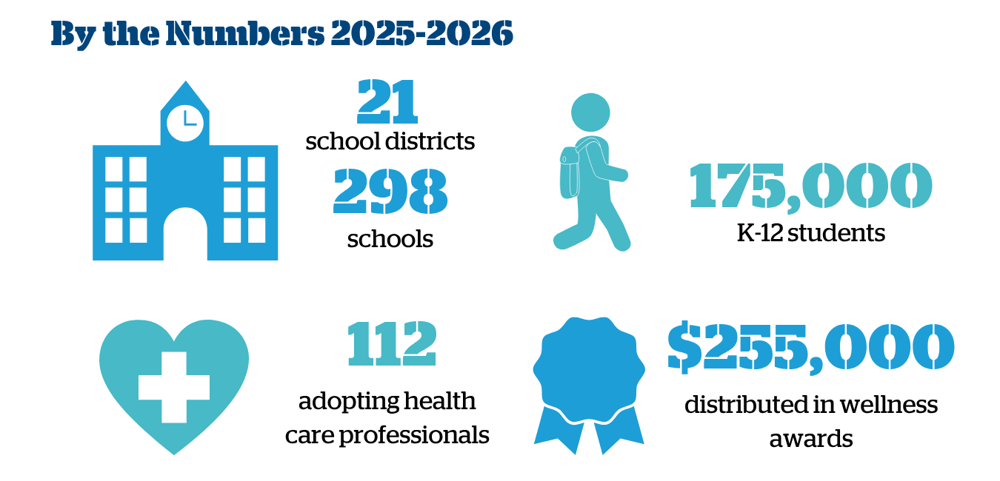 By the Numbers 2025-2026
21
school districts
298
schools
175,000
K-12 students
112
adopting health
care professionals
$255,000
distributed in wellness
awards